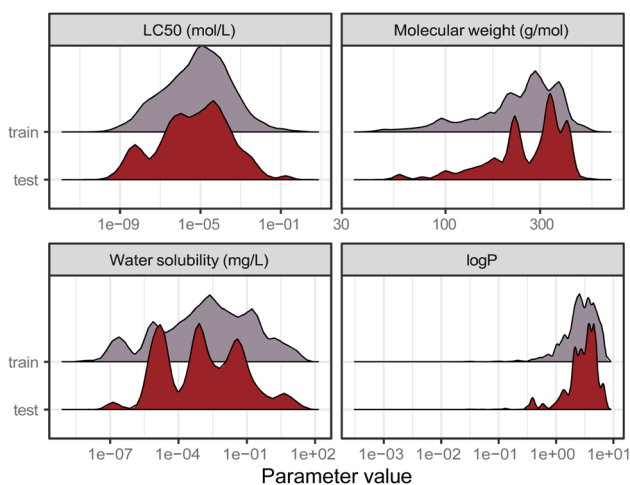 LC50 (mol/L)
Molecular weight (g/mol)
train
test
1e−09 1e−05 1e−01
30 100 300
Water solubility (mg/L)
logP
train
test
1e−07 1e−04 1e−01 1e+02
1e−03 1e−02 1e−01 1e+00 1e+01
Parameter value